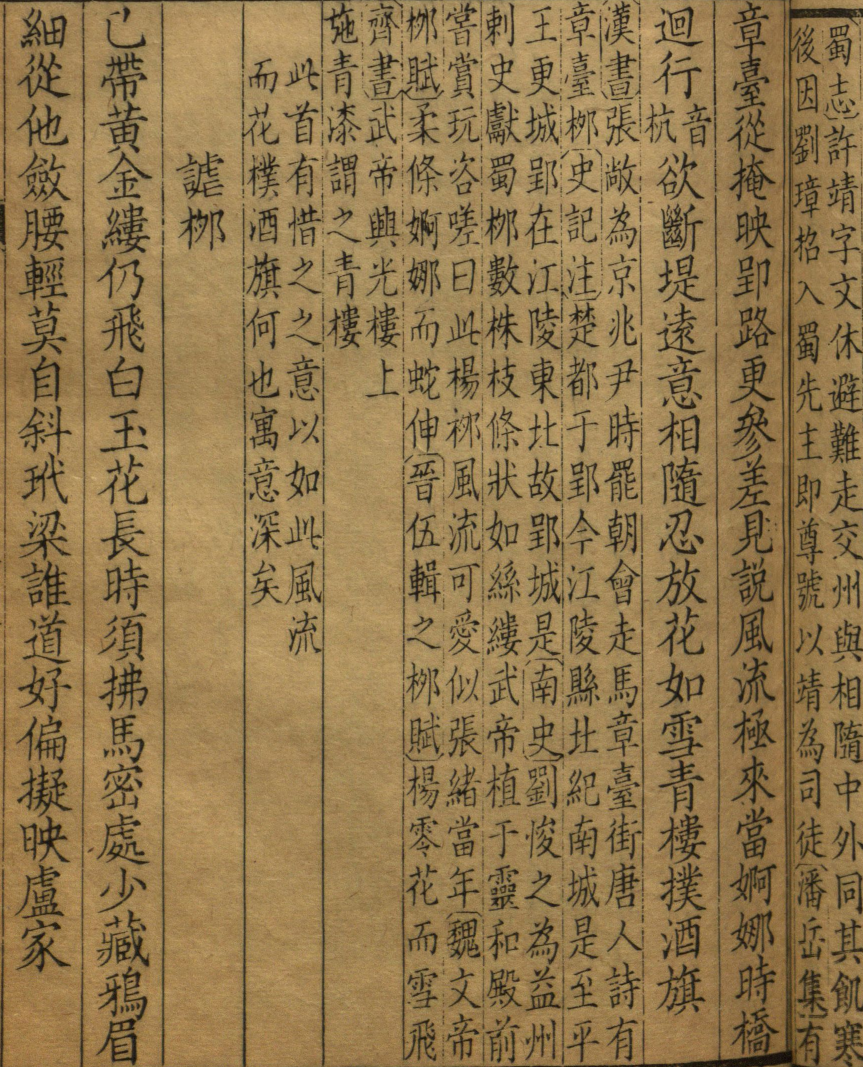 蜀志許靖字文休避難走交州與相隨中外同其飢寒
後因劉璋招入蜀先主即尊號以靖為司徒潘岳集有
章臺從掩映郢路更參差見說風流極來當婀娜時橋
迴行音杭欲斷堤遠意相隨忍放花如雪青樓撲酒旗
漢書張敞為京兆尹時罷朝會走馬章臺街唐人詩有
章臺桞史記注楚都于郢今江陵縣北紀南城是至平
王更城郢在江陵東北故郢城是南史劉悛之為益州
刺史獻蜀桞數株枝條狀如絲縷武帝植于靈和殿前
嘗賞玩咨嗟曰此楊桞風流可愛似張緒當年魏文帝
桞賦柔條婀娜而蛇伸晉伍輯之桞賦楊零花而雪飛
齊書武帝興光樓上
施青漆謂之青樓
此首有惜之之意以如此風流
而花樸酒旗何也寓意深矣
謔桞
已帶黃金縷仍飛白玉花長時須拂馬密處少藏鴉眉
細從他斂腰輕莫自斜玳梁誰道好偏擬映盧家